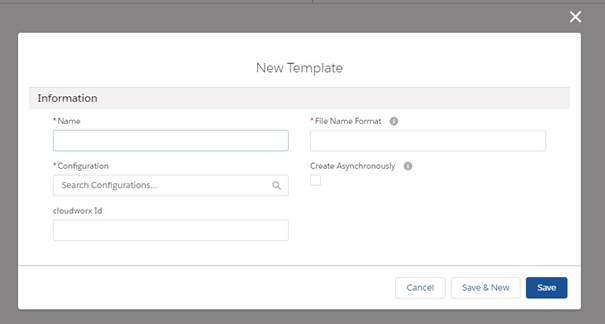 New Template
Information
*Name
*File Name Format
*Configuration
Create Asynchronously
Search Configurations...
cloudworx Id
Cancel
Save & New
Save